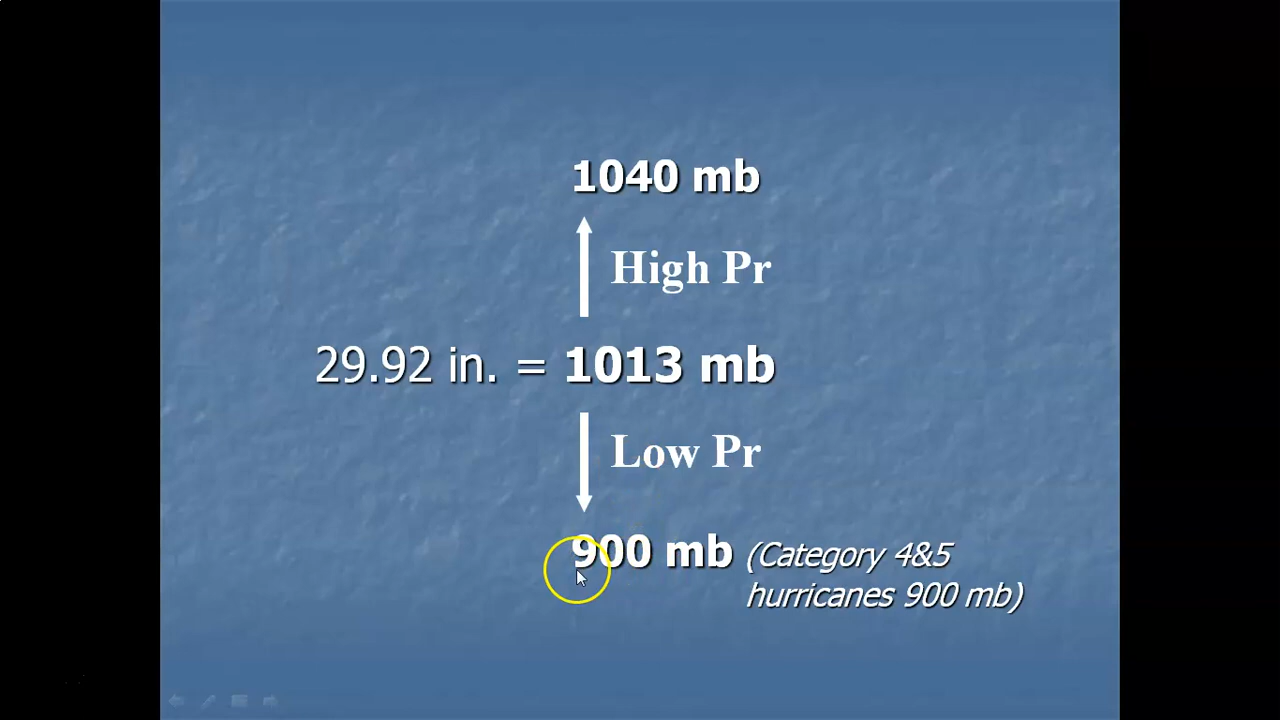 1040 mb
High Pr
29.92 in. = 1013 mb
Low Pr
900 mb (Category 4&5
hurricanes 900 mb)